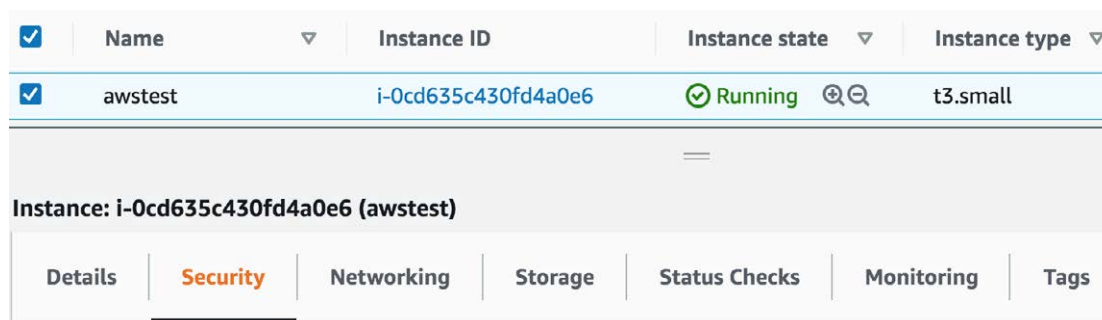 Name Instance ID Instance state Instance type
awstest i-0cd635c430fd4a0e6 Running t3.small
Instance: i-0cd635c430fd4a0e6 (awstest)
Details Security Networking Storage Status Checks Monitoring Tags